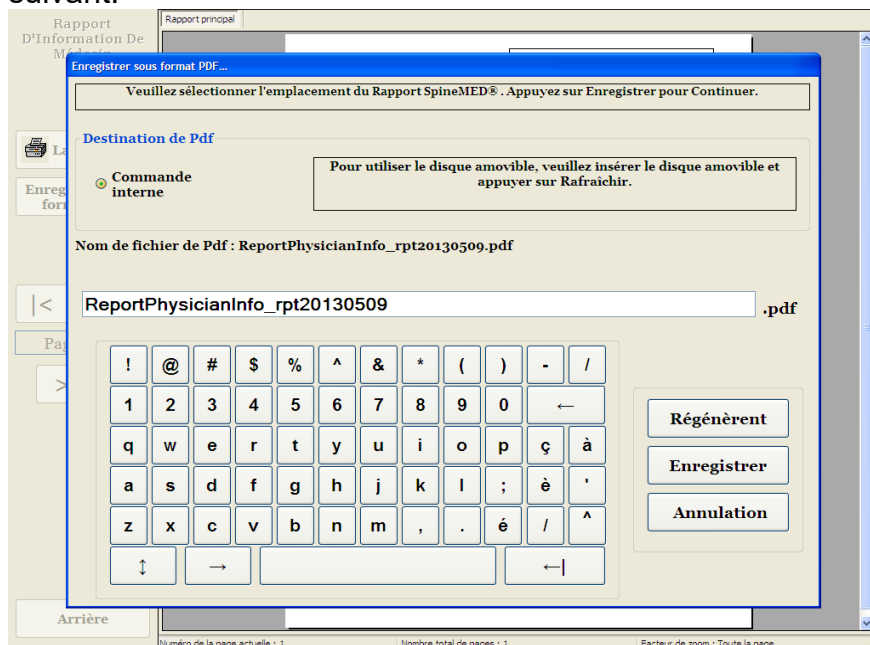 suivant.
Rapport
D'Information De
Rapport principal
Enregistrer sous format PDF...
Veuillez sélectionner l'emplacement du Rapport SpineMED® . Appuyez sur Enregistrer pour Continuer.
Destination de Pdf
Commande
interne
Pour utiliser le disque amovible, veuillez insérer le disque amovible et
appuyer sur Rafraîchir.
Nom de fichier de Pdf : ReportPhysicianInfo_rpt20130509.pdf
ReportPhysicianInfo_rpt20130509
.pdf
|<
>
! @ # $ % ^ & * ( ) - /
1 2 3 4 5 6 7 8 9 0 ←
q w e r t y u i o p ç à
a s d f g h j k l ; è '
z x c v b n m , . é / ^
↕ → ←|
Régénèrent
Enregistrer
Annulation
Arrière
Numéro de la page actuelle : 1
Nombre total de pages : 1
Facteur de zoom : Toute la page